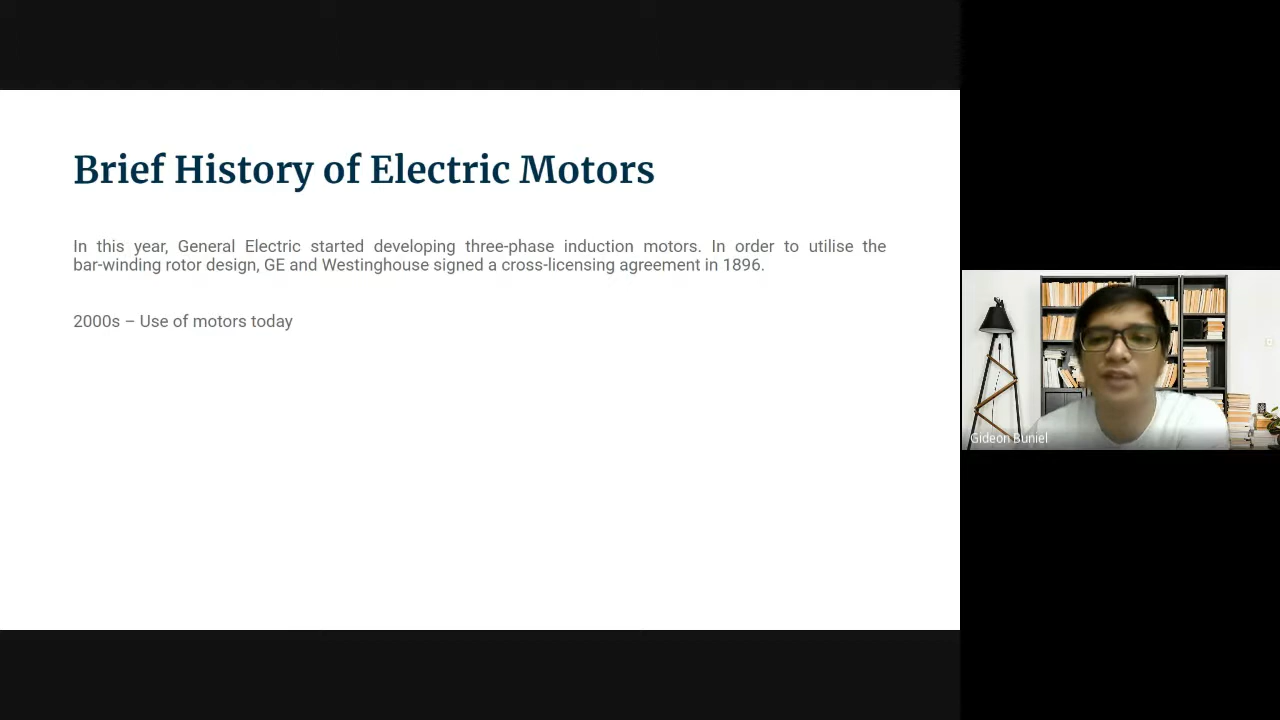 Brief History of Electric Motors
In this year, General Electric started developing three-phase induction motors. In order to utilise the
bar-winding rotor design, GE and Westinghouse signed a cross-licensing agreement in 1896.
2000s – Use of motors today
Gideon Buniel